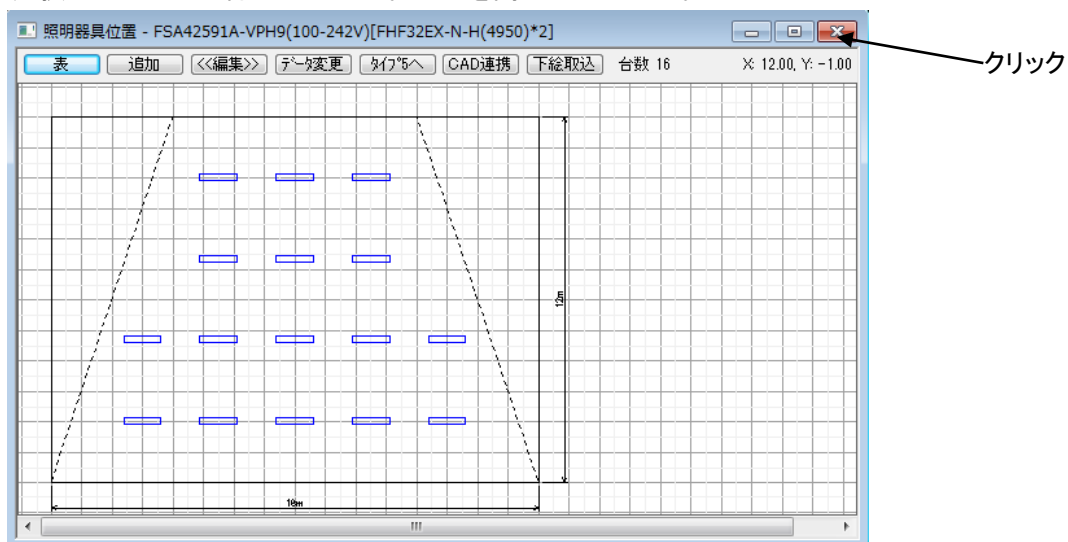 照明器具位置 - FSA42591A-VPH9(100-242V)[FHF32EX-N-H(4950)*2]
表 追加 <<編集>> ﾃﾞｰﾀ変更 ﾀｲﾌﾟ5へ CAD連携 下絵取込 台数 16 X: 12.00, Y: -1.00
クリック
12m